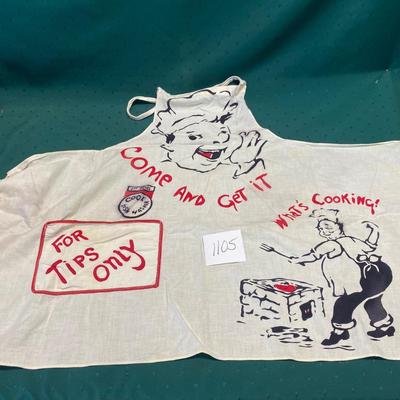 COME AND GET IT
WHAT'S COOKING?
FOR
TIPS
ONLY
1105